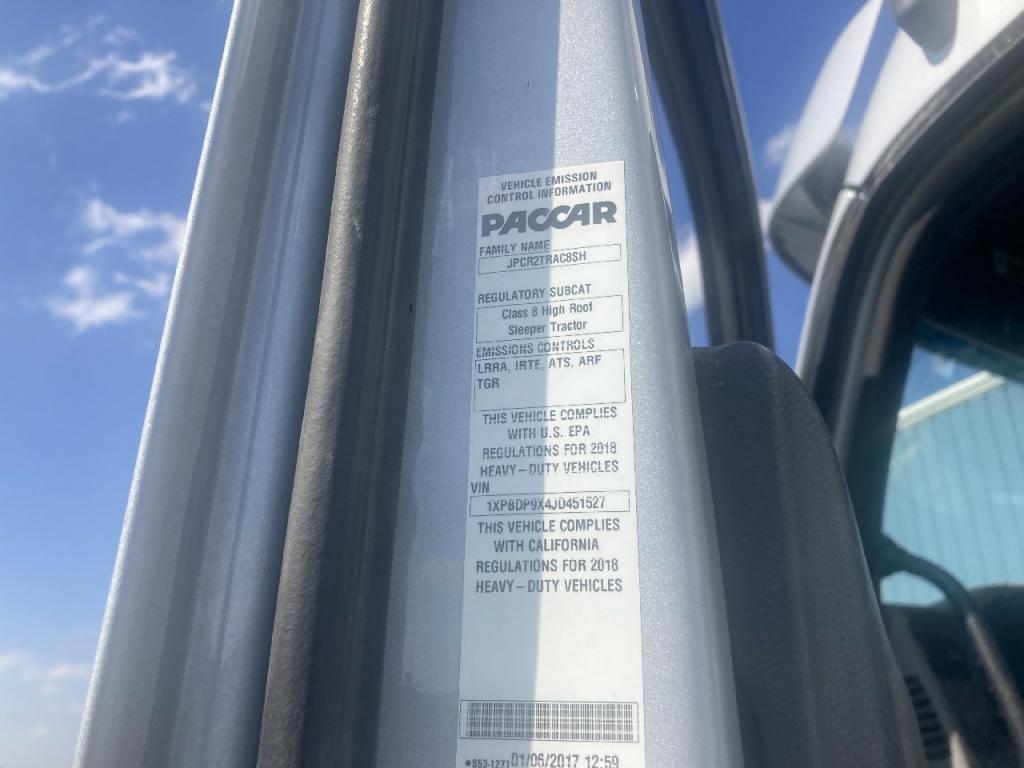 VEHICLE EMISSION
CONTROL INFORMATION
PACCAR
FAMILY NAME
JPCR2TRAC8SH
REGULATORY SUBCAT
Class 8 High Roof
Sleeper Tractor
EMISSIONS CONTROLS
LRRA, IRTE, ATS, ARF
TGR
THIS VEHICLE COMPLIES
WITH U.S. EPA
REGULATIONS FOR 2018
HEAVY-DUTY VEHICLES
VIN
1XPBDP9X4JD451527
THIS VEHICLE COMPLIES
WITH CALIFORNIA
REGULATIONS FOR 2018
HEAVY-DUTY VEHICLES
•S53-1271 01/06/2017 12:59